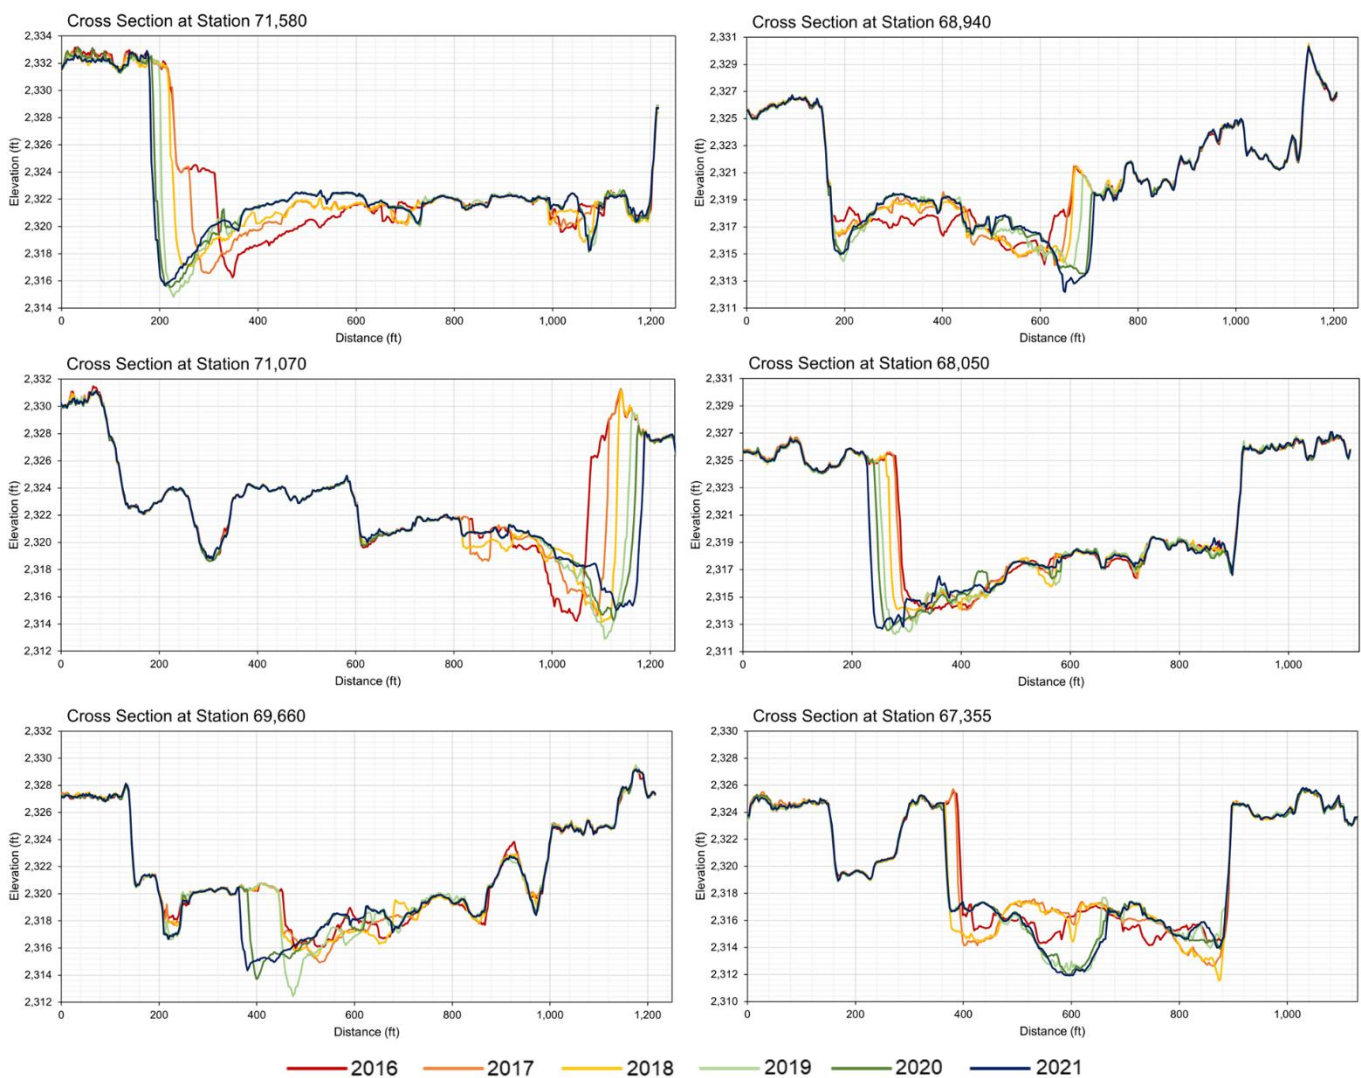 Cross Section at Station 71,580
2,334
2,332
2,330
2,328
2,326
2,324
2,322
2,320
2,318
2,316
2,314
Elevation (ft)
0 200 400 600 800 1,000 1,200
Distance (ft)
Cross Section at Station 68,940
2,331
2,329
2,327
2,325
2,323
2,321
2,319
2,317
2,315
2,313
2,311
Elevation (ft)
0 200 400 600 800 1,000 1,200
Distance (ft)
Cross Section at Station 71,070
2,332
2,330
2,328
2,326
2,324
2,322
2,320
2,318
2,316
2,314
2,312
Elevation (ft)
0 200 400 600 800 1,000 1,200
Distance (ft)
Cross Section at Station 68,050
2,331
2,329
2,327
2,325
2,323
2,321
2,319
2,317
2,315
2,313
2,311
Elevation (ft)
0 200 400 600 800 1,000
Distance (ft)
Cross Section at Station 69,660
2,332
2,330
2,328
2,326
2,324
2,322
2,320
2,318
2,316
2,314
2,312
Elevation (ft)
0 200 400 600 800 1,000 1,200
Distance (ft)
Cross Section at Station 67,355
2,330
2,328
2,326
2,324
2,322
2,320
2,318
2,316
2,314
2,312
2,310
Elevation (ft)
0 200 400 600 800 1,000
Distance (ft)
2016 2017 2018 2019 2020 2021